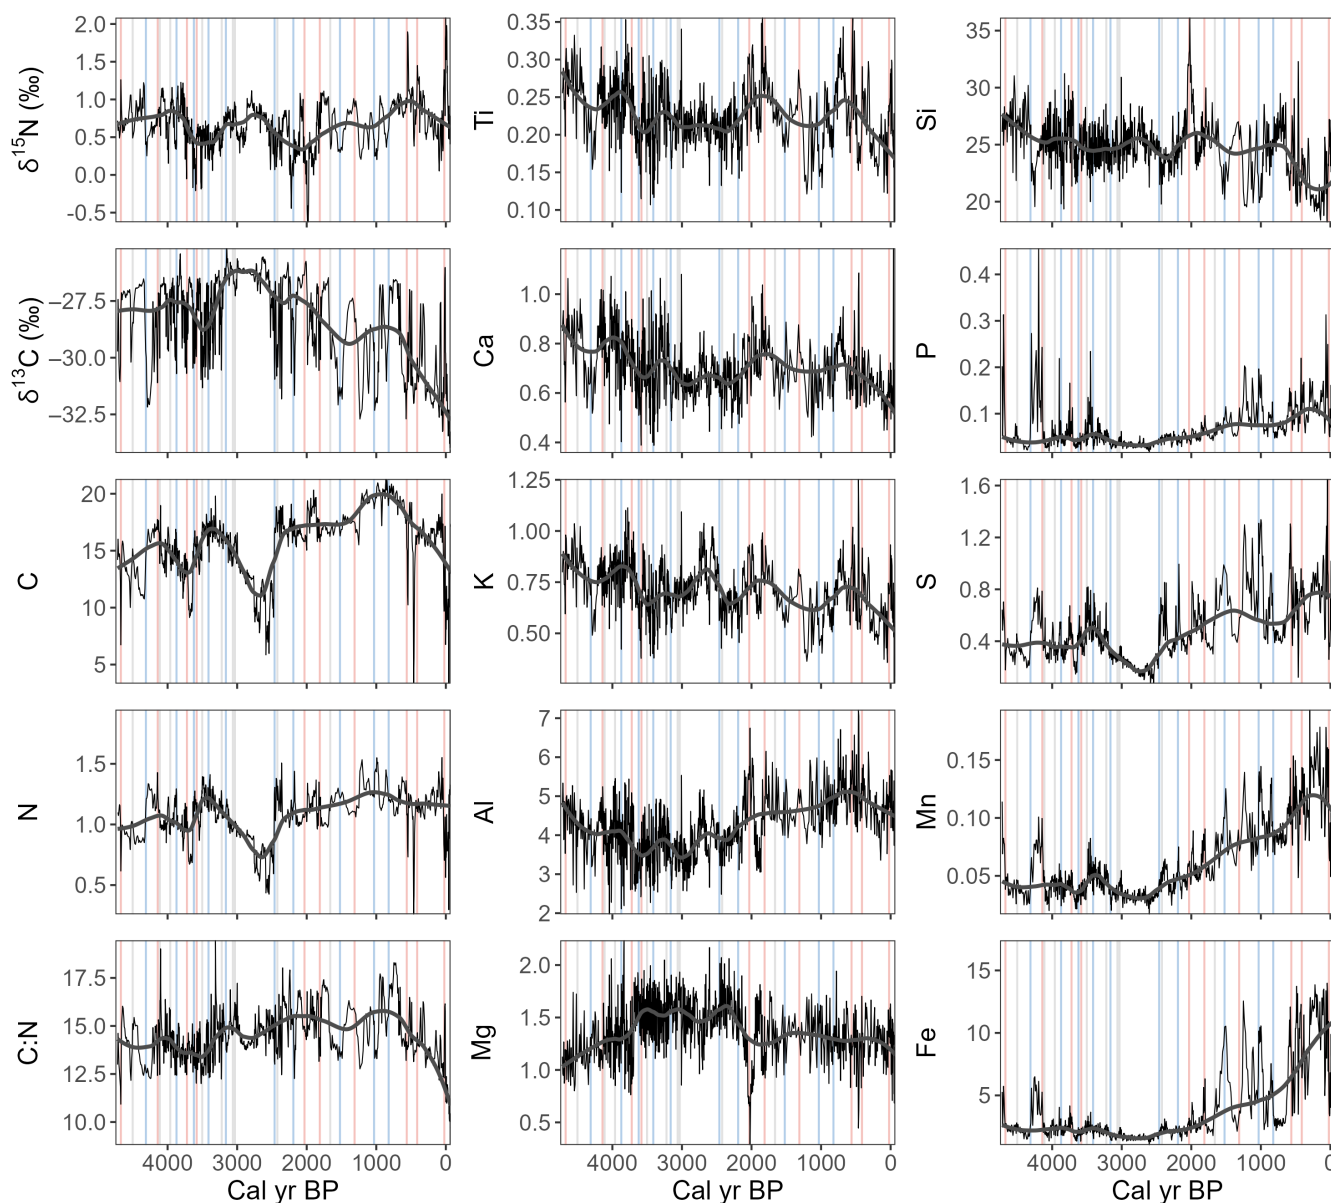 δ¹⁵N (‰)
2.0
1.5
1.0
0.5
0.0
-0.5
Ti
0.35
0.30
0.25
0.20
0.15
0.10
Si
35
30
25
20
δ¹³C (‰)
−27.5
−30.0
−32.5
Ca
1.0
0.8
0.6
0.4
P
0.4
0.3
0.2
0.1
C
20
15
10
5
K
1.25
1.00
0.75
0.50
S
1.6
1.2
0.8
0.4
N
1.5
1.0
0.5
Al
7
6
5
4
3
2
Mn
0.15
0.10
0.05
C:N
17.5
15.0
12.5
10.0
Mg
2.0
1.5
1.0
0.5
Fe
15
10
5
4000 3000 2000 1000 0
4000 3000 2000 1000 0
4000 3000 2000 1000 0
Cal yr BP
Cal yr BP
Cal yr BP